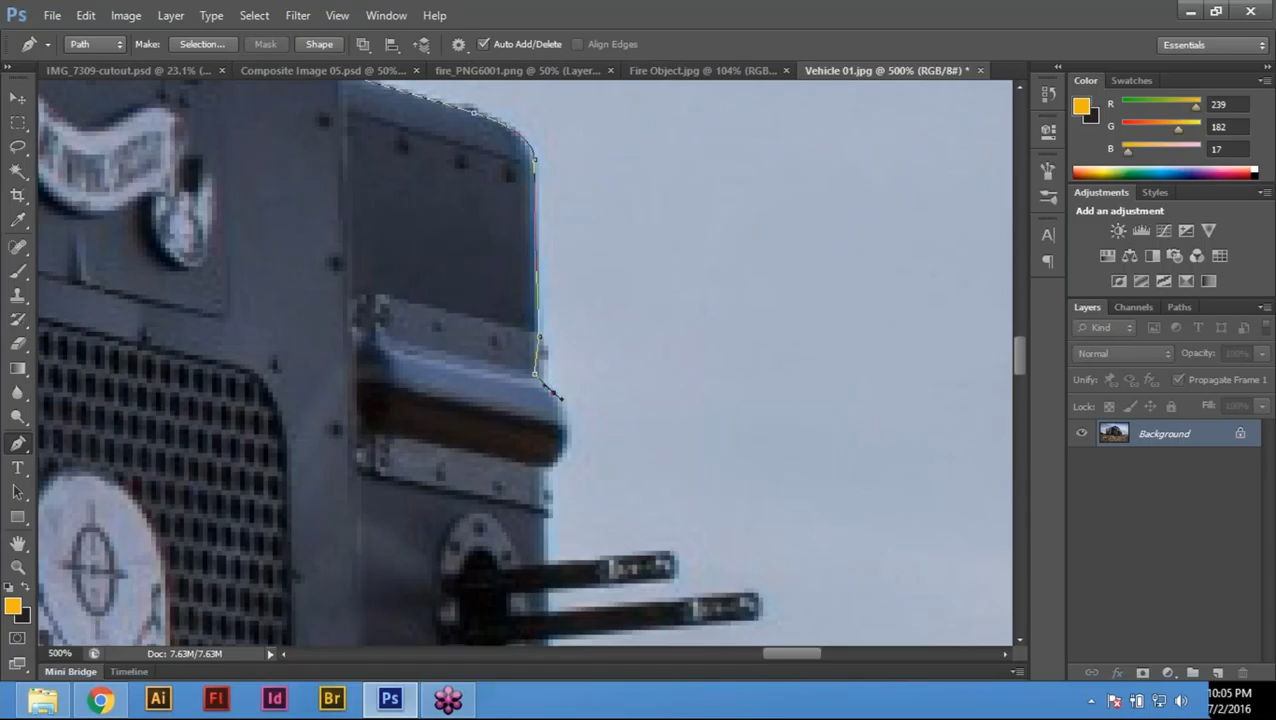 Ps File Edit Image Layer Type Select Filter View Window Help
Path Make: Selection... Mask Shape Auto Add/Delete Align Edges Essentials
IMG_7309-cutout.psd @ 23.1% (... × Composite Image 05.psd @ 50%... × fire_PNG6001.png @ 50% (Layer... × Fire Object.jpg @ 104% (RGB/... × Vehicle 01.jpg @ 500% (RGB/8#) * ×
Color Swatches
R 239
G 182
B 17
Adjustments Styles
Add an adjustment
Layers Channels Paths
Kind
Normal Opacity: 100%
Unify: Propagate Frame 1
Lock: Fill: 100%
Background
500% Doc: 7.63M/7.63M
Mini Bridge Timeline
Ai Fl Id Br Ps
10:05 PM
7/2/2016